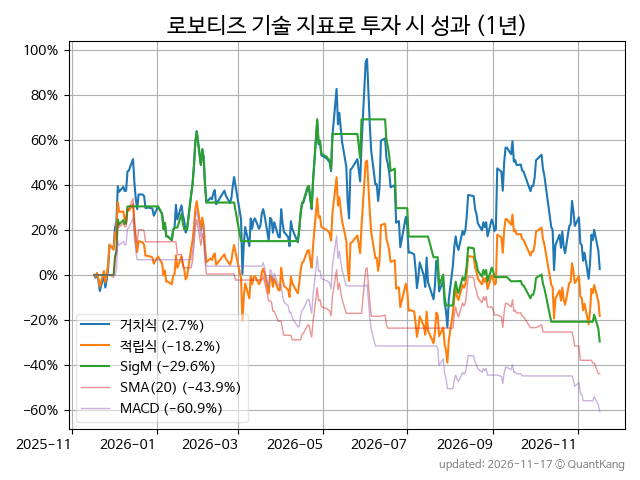 로보티즈 기술 지표로 투자 시 성과 (1년)
100%
80%
60%
40%
20%
0%
−20%
−40%
−60%
거치식 (2.7%)
적립식 (−18.2%)
SigM (−29.6%)
SMA(20) (−43.9%)
MACD (−60.9%)
2025-11 2026-01 2026-03 2026-05 2026-07 2026-09 2026-11
updated: 2026-11-17 © QuantKang